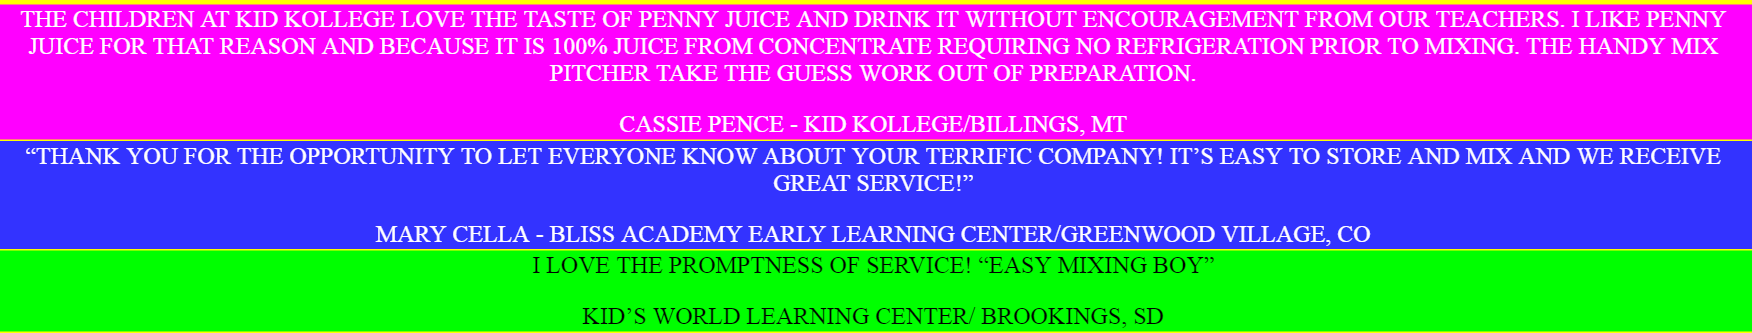 THE CHILDREN AT KID KOLLEGE LOVE THE TASTE OF PENNY JUICE AND DRINK IT WITHOUT ENCOURAGEMENT FROM OUR TEACHERS. I LIKE PENNY
JUICE FOR THAT REASON AND BECAUSE IT IS 100% JUICE FROM CONCENTRATE REQUIRING NO REFRIGERATION PRIOR TO MIXING. THE HANDY MIX
PITCHER TAKE THE GUESS WORK OUT OF PREPARATION.
CASSIE PENCE - KID KOLLEGE/BILLINGS, MT
“THANK YOU FOR THE OPPORTUNITY TO LET EVERYONE KNOW ABOUT YOUR TERRIFIC COMPANY! IT’S EASY TO STORE AND MIX AND WE RECEIVE
GREAT SERVICE!”
MARY CELLA - BLISS ACADEMY EARLY LEARNING CENTER/GREENWOOD VILLAGE, CO
I LOVE THE PROMPTNESS OF SERVICE! “EASY MIXING BOY”
KID’S WORLD LEARNING CENTER/ BROOKINGS, SD